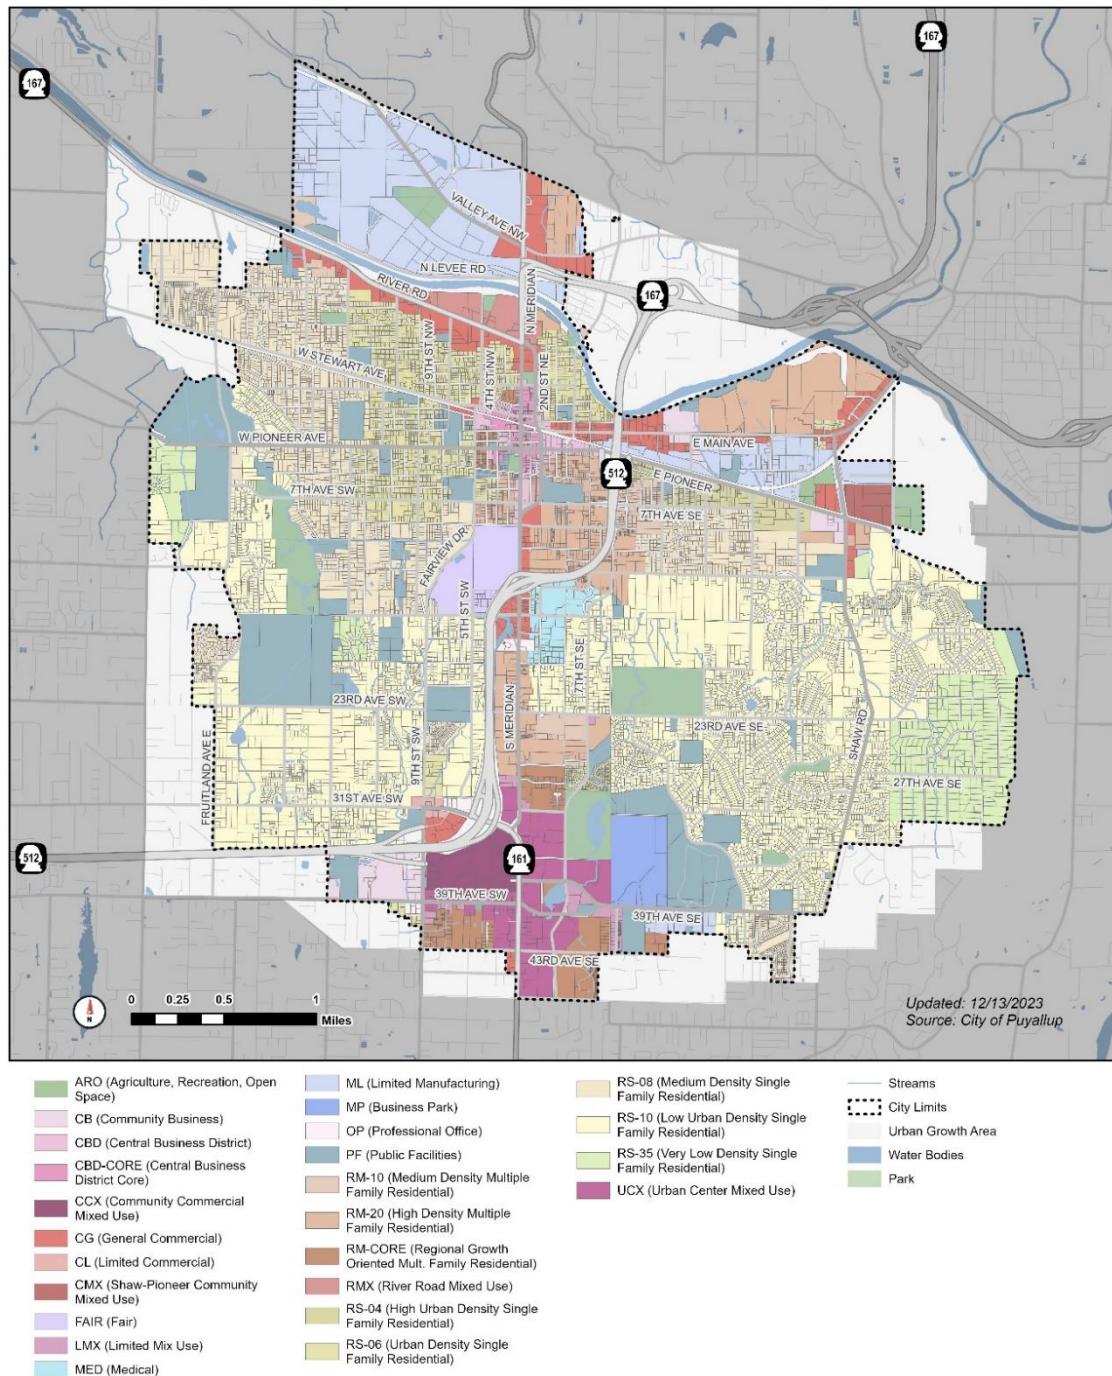 167
167
VALLEY AVE NW
N LEVEE RD
RIVER RD
N MERIDIAN
167
9TH ST NW
4TH ST NW
2ND ST NE
W STEWART AVE
W PIONEER AVE
E MAIN AVE
512
E PIONEER
7TH AVE SW
7TH AVE SE
FAIRVIEW DR
5TH ST SW
7TH ST SE
23RD AVE SW
S MERIDIAN
23RD AVE SE
SHAW RD E
9TH ST SW
27TH AVE SE
FRUITLAND AVE E
31ST AVE SW
512
161
39TH AVE SW
39TH AVE SE
43RD AVE SE
N
0 0.25 0.5 1
Miles
Updated: 12/13/2023
Source: City of Puyallup
ARO (Agriculture, Recreation, Open
Space)
CB (Community Business)
CBD (Central Business District)
CBD-CORE (Central Business
District Core)
CCX (Community Commercial
Mixed Use)
CG (General Commercial)
CL (Limited Commercial)
CMX (Shaw-Pioneer Community
Mixed Use)
FAIR (Fair)
LMX (Limited Mix Use)
MED (Medical)
ML (Limited Manufacturing)
MP (Business Park)
OP (Professional Office)
PF (Public Facilities)
RM-10 (Medium Density Multiple
Family Residential)
RM-20 (High Density Multiple
Family Residential)
RM-CORE (Regional Growth
Oriented Mult. Family Residential)
RMX (River Road Mixed Use)
RS-04 (High Urban Density Single
Family Residential)
RS-06 (Urban Density Single
Family Residential)
RS-08 (Medium Density Single
Family Residential)
RS-10 (Low Urban Density Single
Family Residential)
RS-35 (Very Low Density Single
Family Residential)
UCX (Urban Center Mixed Use)
Streams
City Limits
Urban Growth Area
Water Bodies
Park